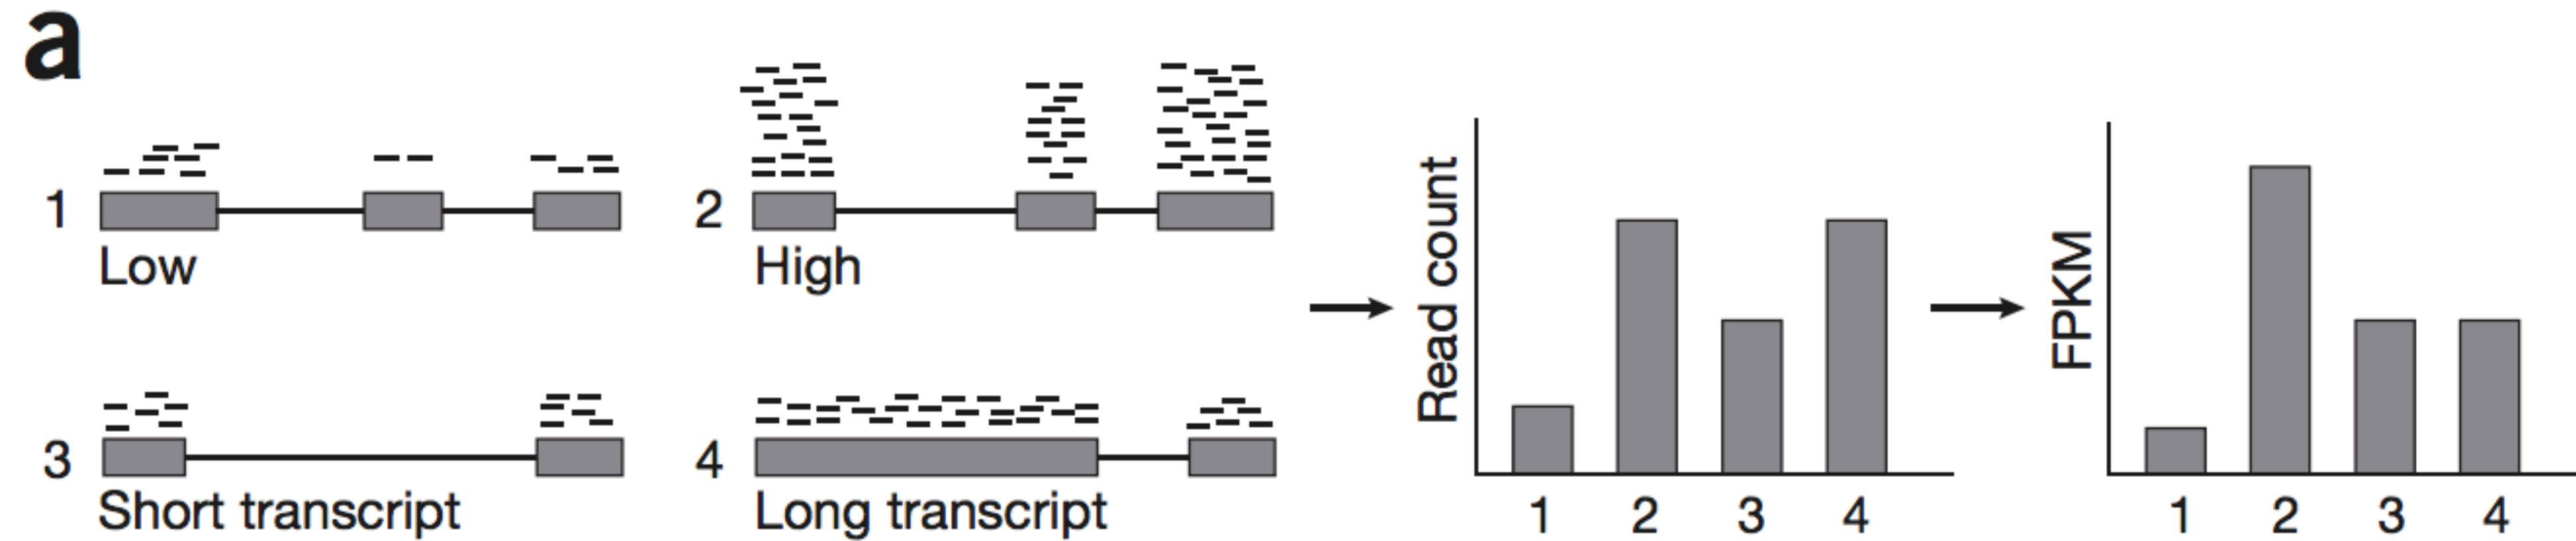 a
1
Low
2
High
3
Short transcript
4
Long transcript
Read count
1 2 3 4
FPKM
1 2 3 4